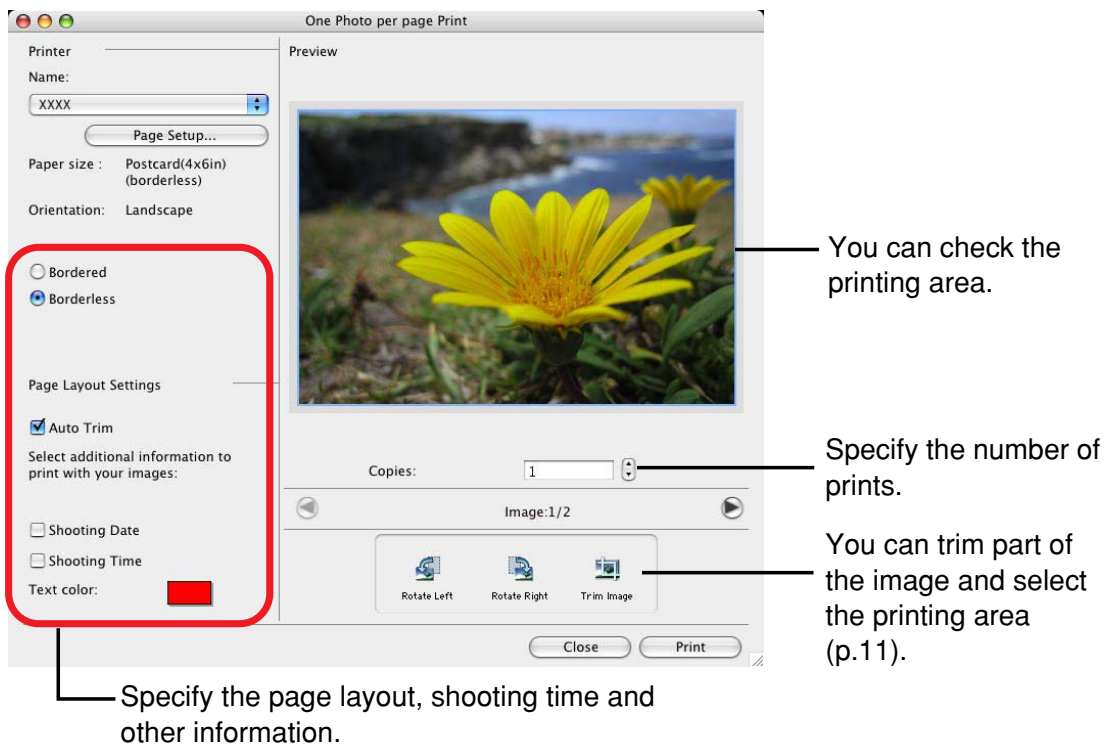 One Photo per page Print
Printer
Name:
XXXX
Page Setup...
Paper size : Postcard(4x6in)
(borderless)
Orientation: Landscape
Bordered
Borderless
Page Layout Settings
Auto Trim
Select additional information to
print with your images:
Shooting Date
Shooting Time
Text color:
Preview
Copies: 1
Image:1/2
Rotate Left Rotate Right Trim Image
Close Print
You can check the
printing area.
Specify the number of
prints.
You can trim part of
the image and select
the printing area
(p.11).
Specify the page layout, shooting time and
other information.